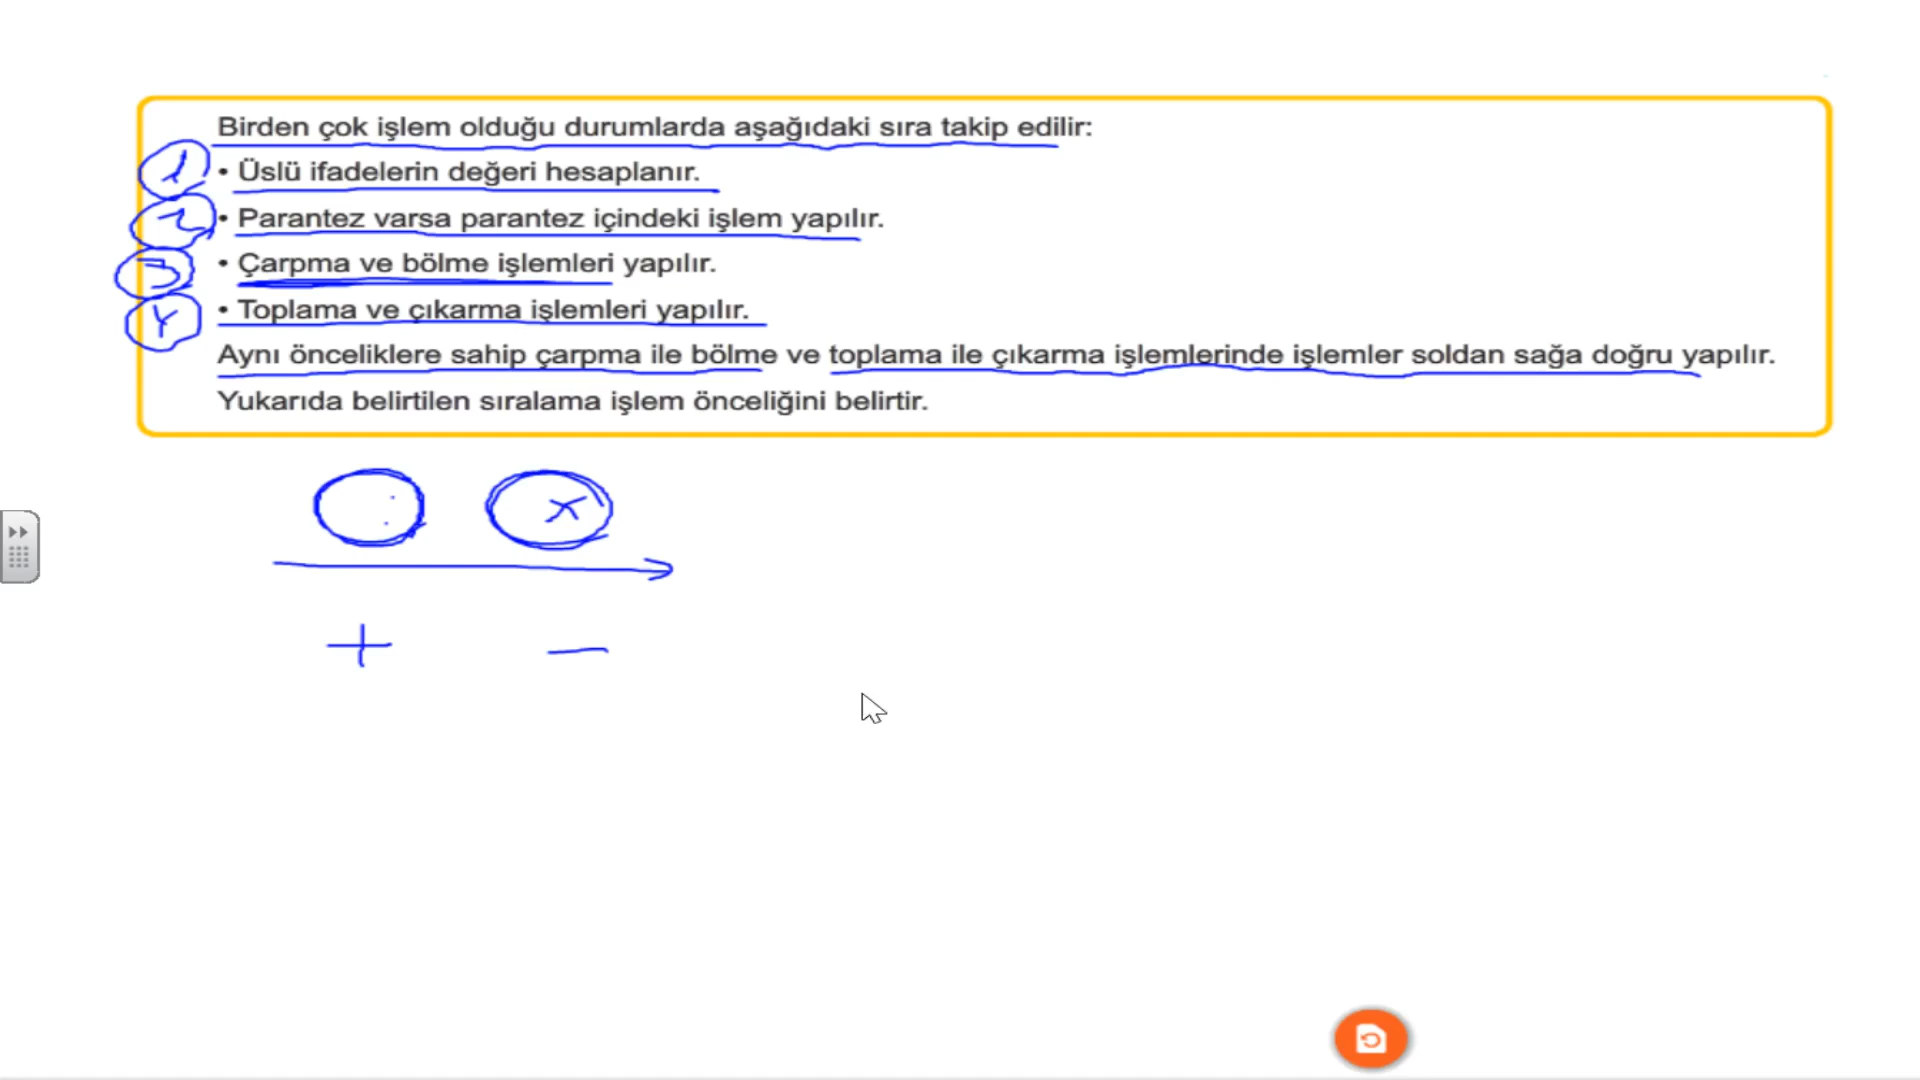 Birden çok işlem olduğu durumlarda aşağıdaki sıra takip edilir:
1 • Üslü ifadelerin değeri hesaplanır.
2 • Parantez varsa parantez içindeki işlem yapılır.
3 • Çarpma ve bölme işlemleri yapılır.
4 • Toplama ve çıkarma işlemleri yapılır.
Aynı önceliklere sahip çarpma ile bölme ve toplama ile çıkarma işlemlerinde işlemler soldan sağa doğru yapılır.
Yukarıda belirtilen sıralama işlem önceliğini belirtir.
: x
+ −